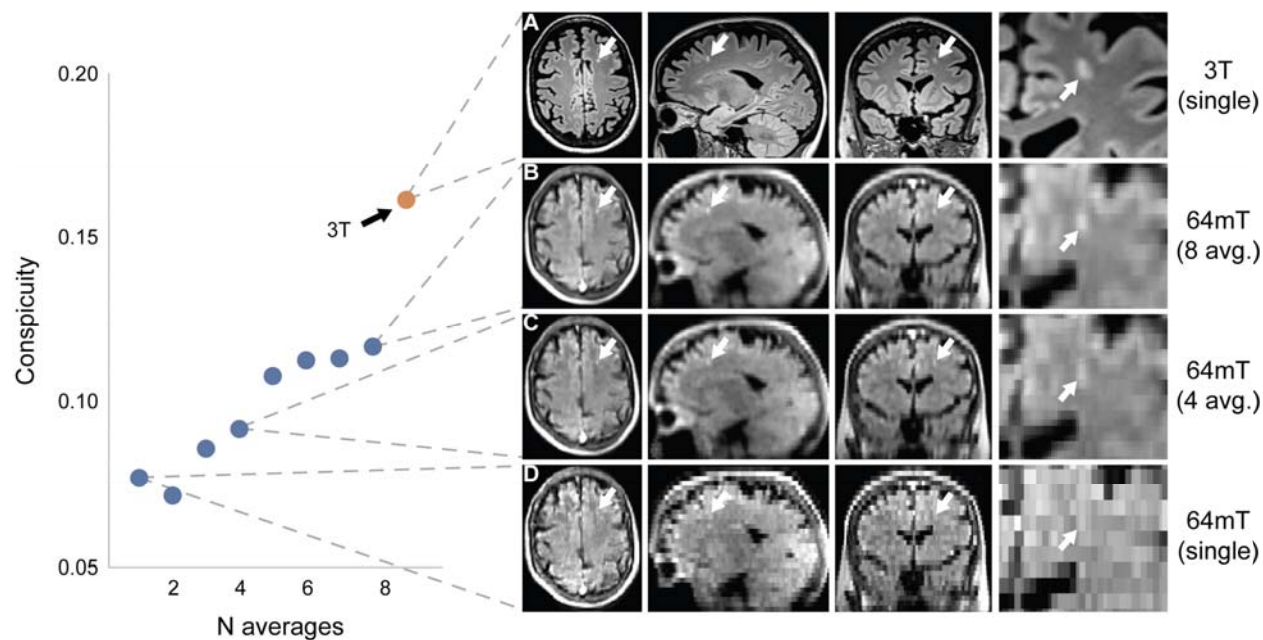 0.20
0.15
0.10
0.05
Conspicuity
2 4 6 8
N averages
3T
A
B
C
D
3T
(single)
64mT
(8 avg.)
64mT
(4 avg.)
64mT
(single)